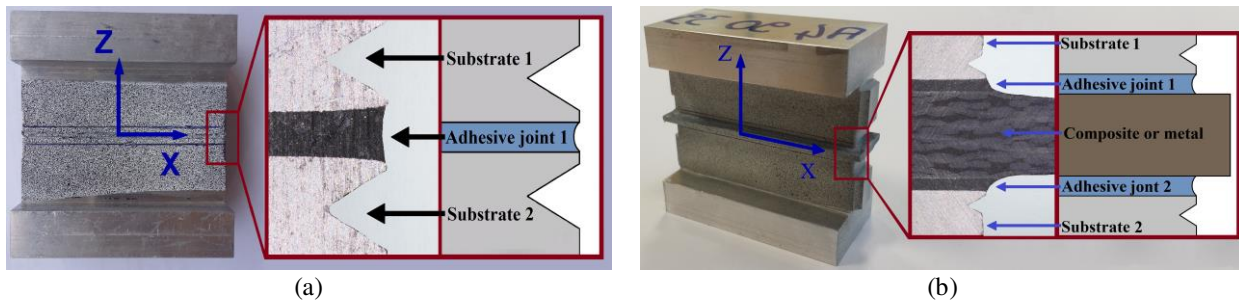 Z
X
Substrate 1
Adhesive joint 1
Substrate 2
(a)
Z
X
Substrate 1
Adhesive joint 1
Composite or metal
Adhesive jont 2
Substrate 2
(b)